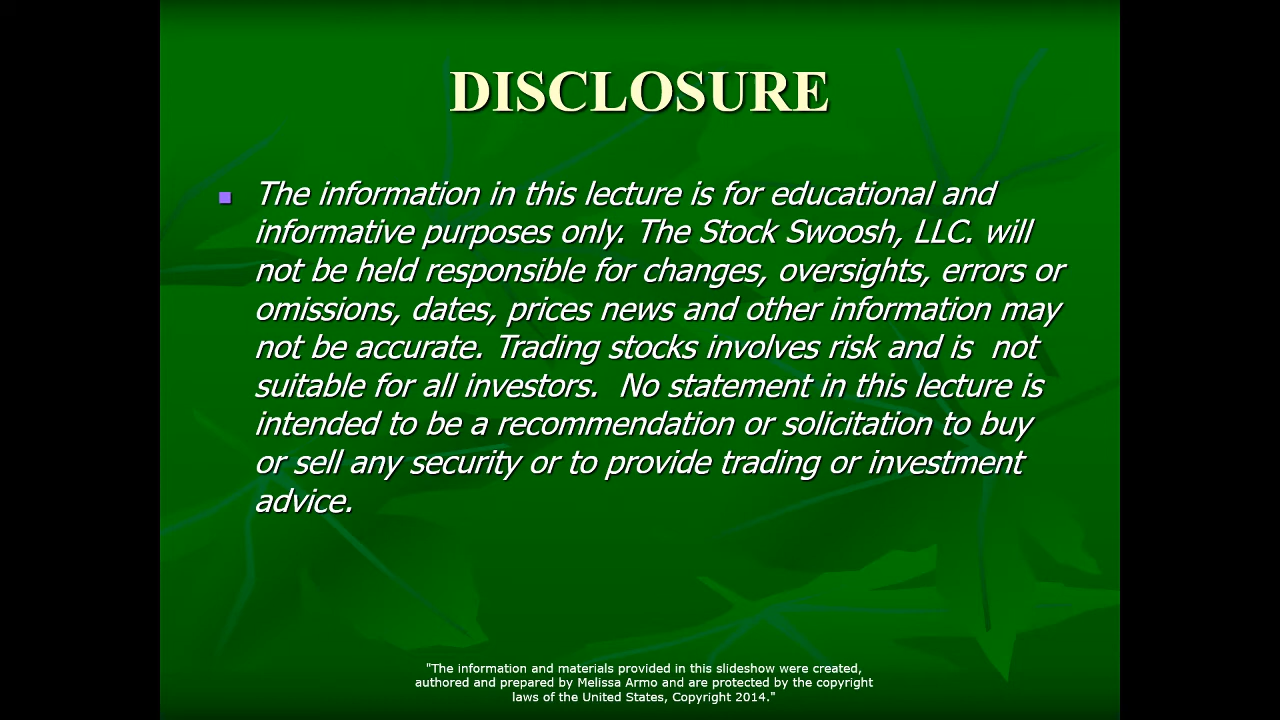 DISCLOSURE
The information in this lecture is for educational and
informative purposes only. The Stock Swoosh, LLC. will
not be held responsible for changes, oversights, errors or
omissions, dates, prices news and other information may
not be accurate. Trading stocks involves risk and is  not
suitable for all investors.  No statement in this lecture is
intended to be a recommendation or solicitation to buy
or sell any security or to provide trading or investment
advice.
"The information and materials provided in this slideshow were created,
authored and prepared by Melissa Armo and are protected by the copyright
laws of the United States, Copyright 2014."